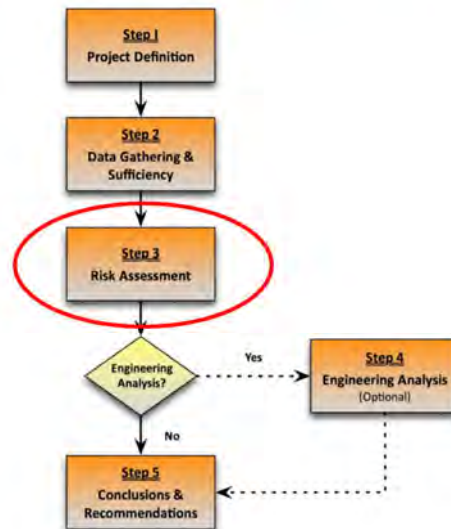 Step 1
Project Definition
Step 2
Data Gathering &
Sufficiency
Step 3
Risk Assessment
Engineering
Analysis?
Yes
Step 4
Engineering Analysis
(Optional)
No
Step 5
Conclusions &
Recommendations